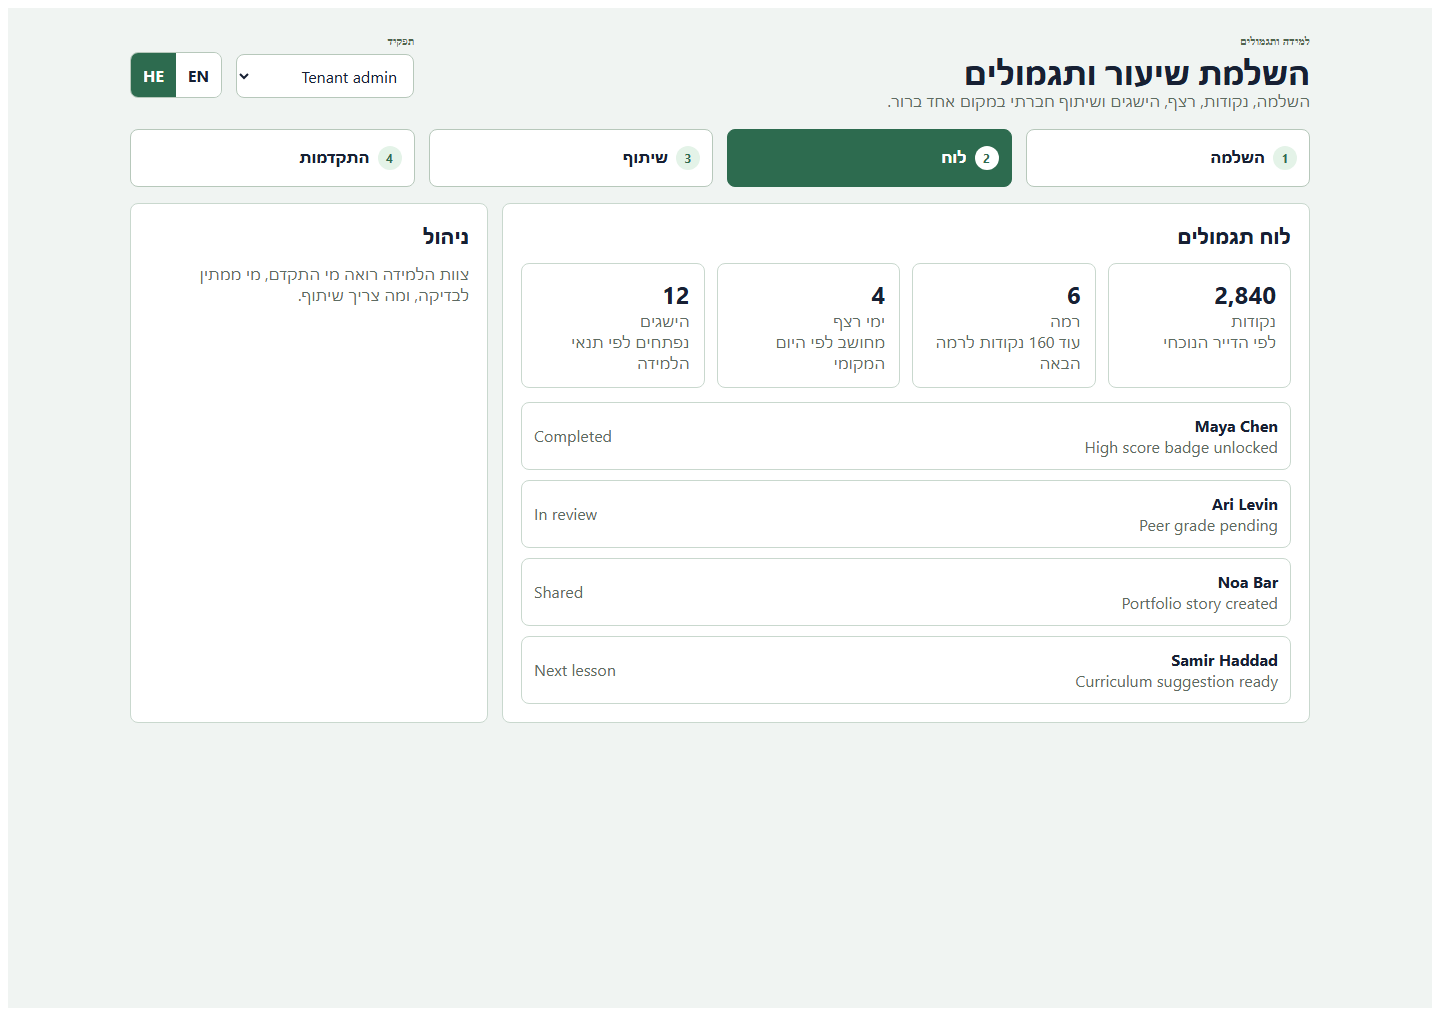 למידה ותגמולים
השלמת שיעור ותגמולים
השלמה, נקודות, רצף, הישגים ושיתוף חברתי במקום אחד ברור.
תפקיד
Tenant admin
EN
HE
1 השלמה
2 לוח
3 שיתוף
4 התקדמות
לוח תגמולים
2,840
נקודות
לפי הדייר הנוכחי
6
רמה
עוד 160 נקודות לרמה
הבאה
4
ימי רצף
מחושב לפי היום
המקומי
12
הישגים
נפתחים לפי תנאי
הלמידה
Maya Chen
High score badge unlocked
Completed
Ari Levin
Peer grade pending
In review
Noa Bar
Portfolio story created
Shared
Samir Haddad
Curriculum suggestion ready
Next lesson
ניהול
צוות הלמידה רואה מי התקדם, מי ממתין
לבדיקה, ומה צריך שיתוף.